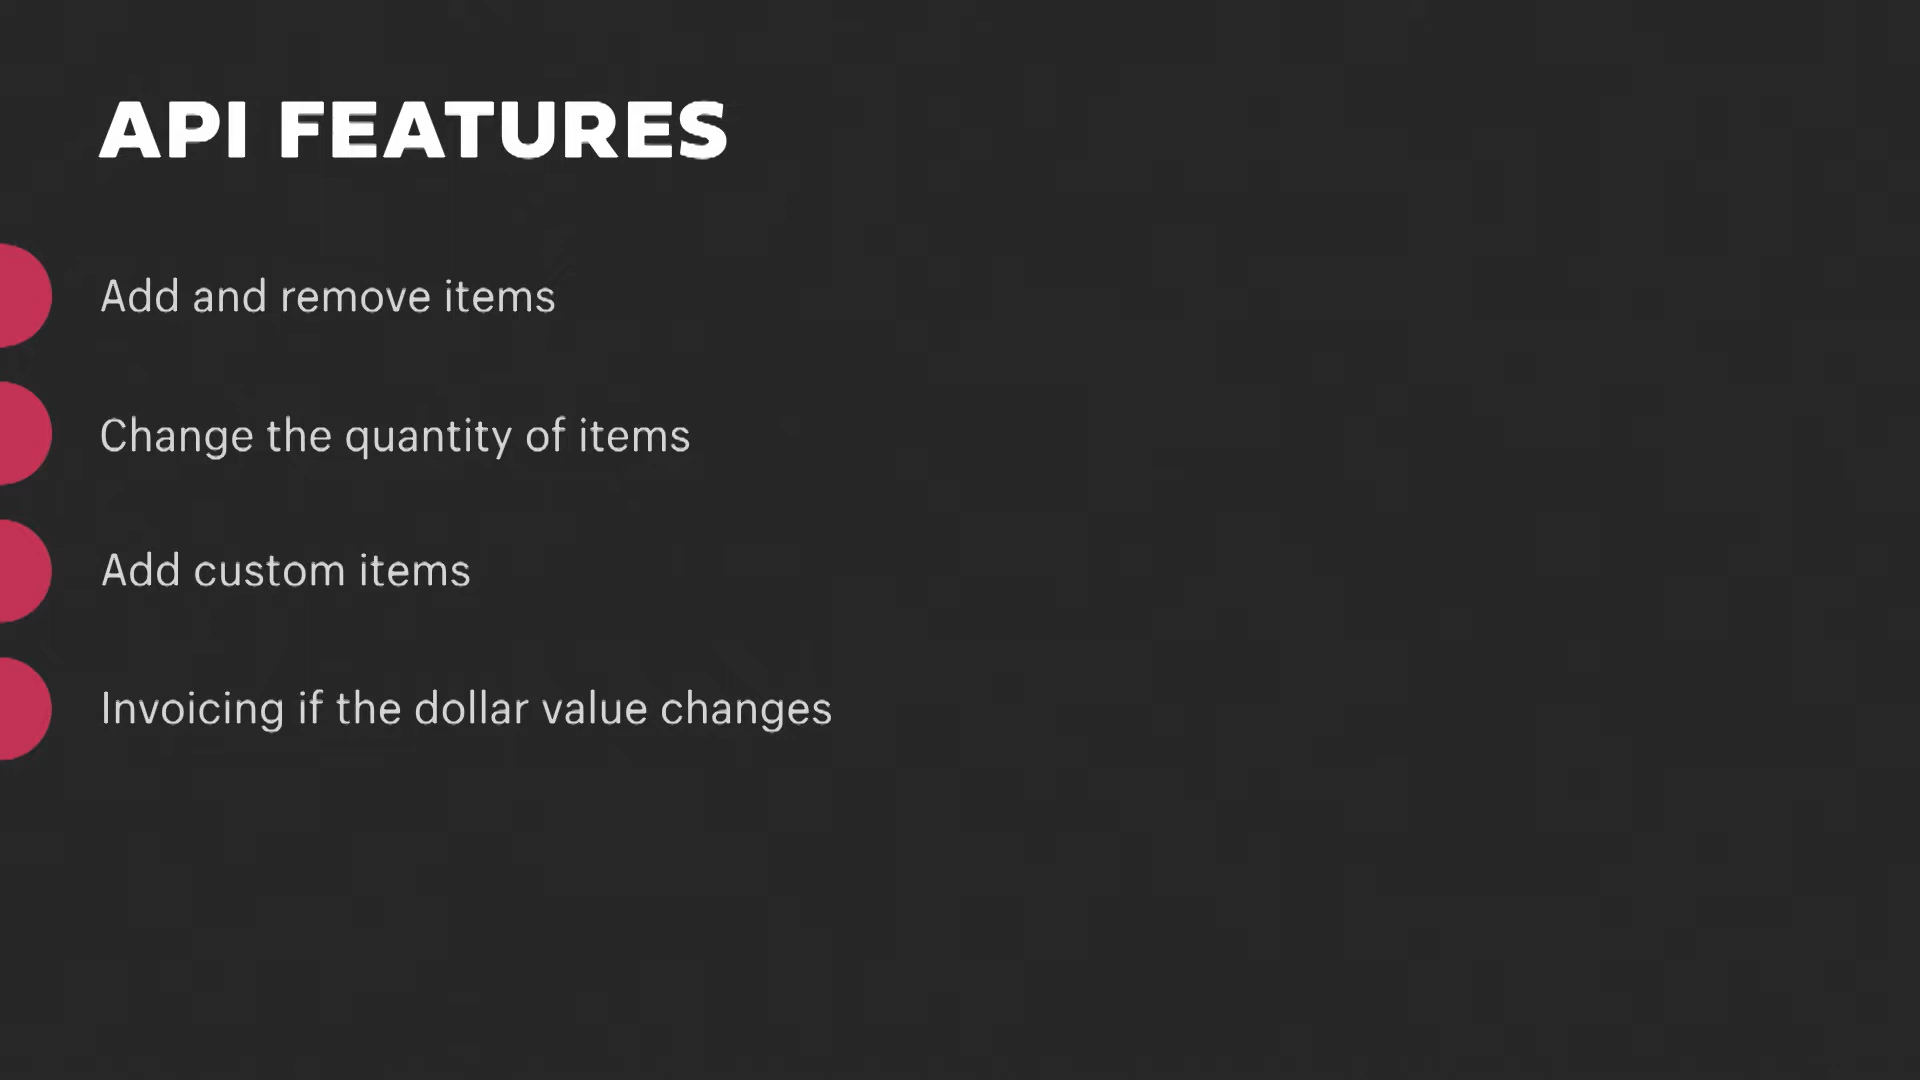 API FEATURES
Add and remove items
Change the quantity of items
Add custom items
Invoicing if the dollar value changes